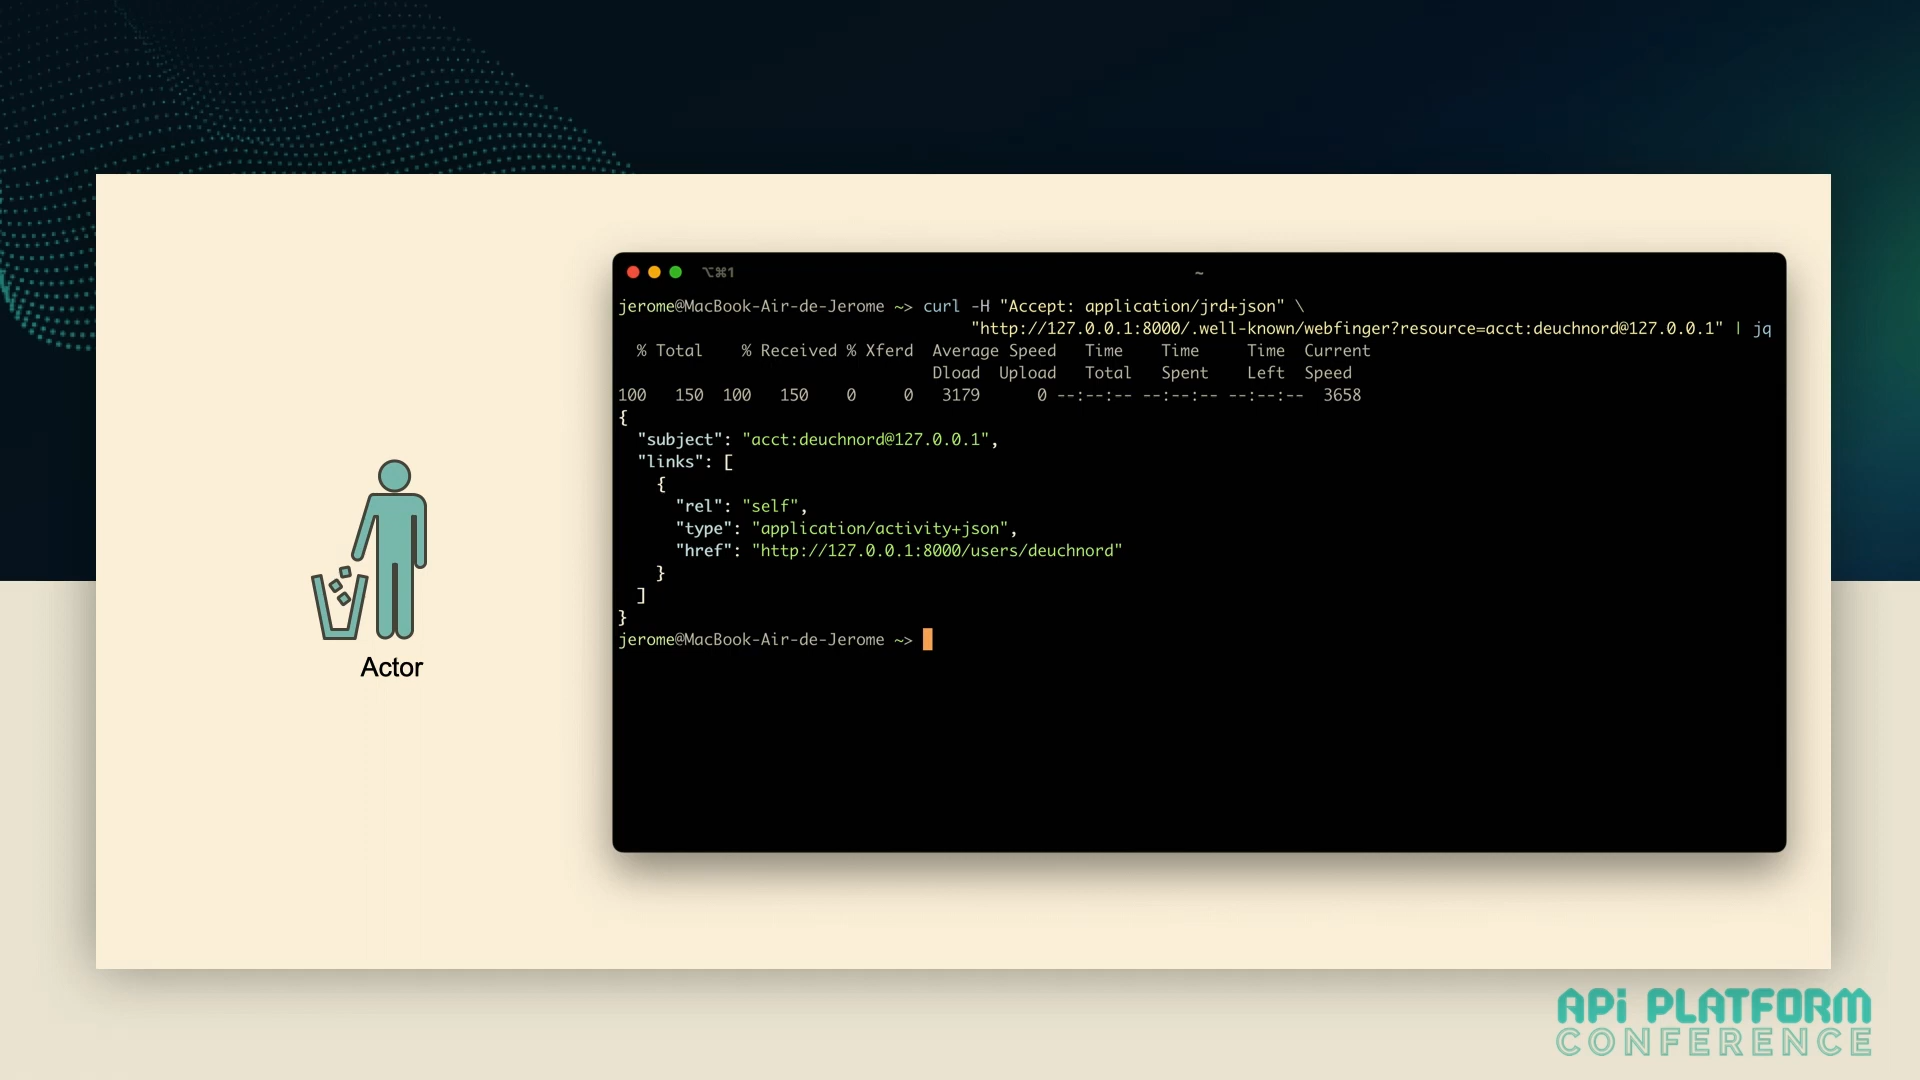 ⌥⌘1
~
jerome@MacBook-Air-de-Jerome ~> curl -H "Accept: application/jrd+json" \
"http://127.0.0.1:8000/.well-known/webfinger?resource=acct:deuchnord@127.0.0.1" | jq
% Total % Received % Xferd Average Speed Time Time Time Current
Dload Upload Total Spent Left Speed
100 150 100 150 0 0 3179 0 --:--:-- --:--:-- --:--:-- 3658
{
"subject": "acct:deuchnord@127.0.0.1",
"links": [
{
"rel": "self",
"type": "application/activity+json",
"href": "http://127.0.0.1:8000/users/deuchnord"
}
]
}
jerome@MacBook-Air-de-Jerome ~>
Actor
APi PLATFORM
CONFERENCE